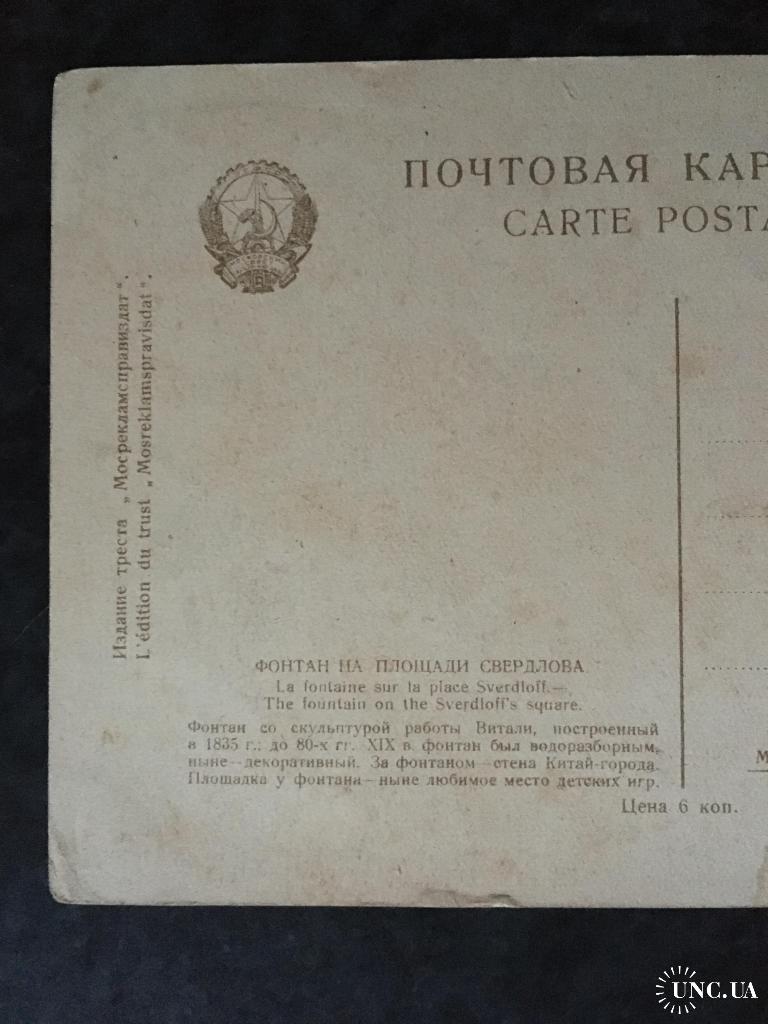 ПОЧТОВАЯ КАР
CARTE POSTA
Издание треста „Мосрекламсправиздат“.
L'édition du trust „Mosreklamspravisdat“.
ФОНТАН НА ПЛОЩАДИ СВЕРДЛОВА
La fontaine sur la place Sverdloff.—
The fountain on the Sverdloff's square.
Фонтан со скульптурой работы Витали, построенный
в 1835 г.; до 80-х гг. XIX в фонтан был водоразборным,
ныне—декоративный. За фонтаном—стена Китай-города.
Площадка у фонтана—ныне любимое место детских игр.
М
Цена 6 коп.
UNC.UA